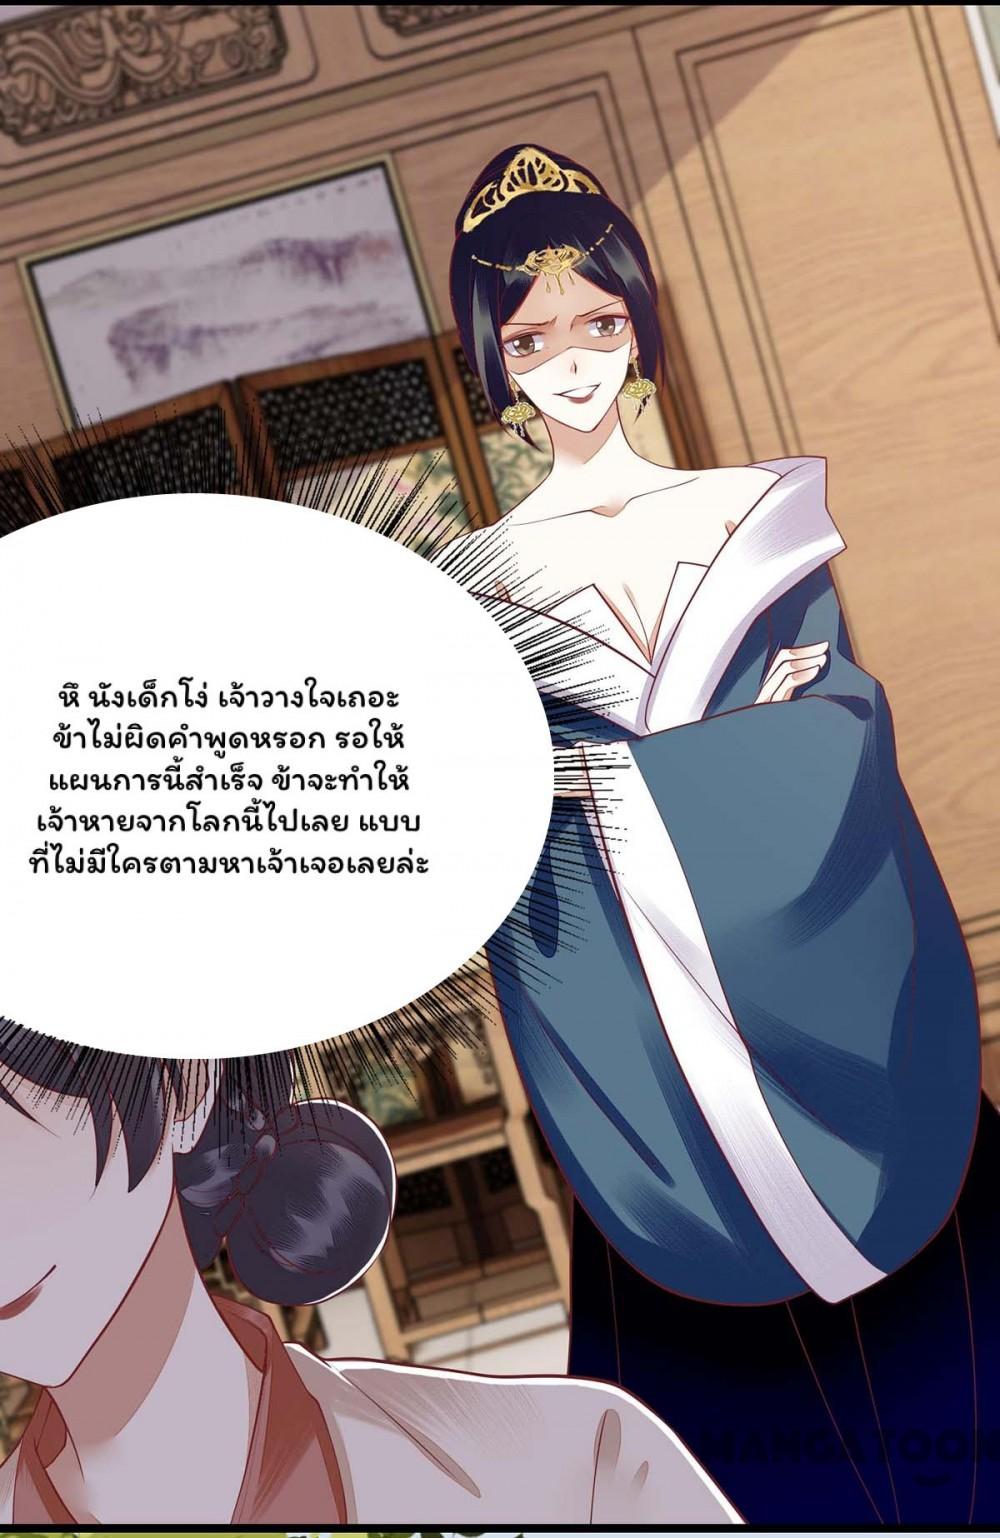 หึ นังเด็กโง่ เจ้าวางใจเถอะ
ข้าไม่ผิดคำพูดหรอก รอให้
แผนการนี้สำเร็จ ข้าจะทำให้
เจ้าหายจากโลกนี้ไปเลย แบบ
ที่ไม่มีใครตามหาเจ้าเจอเลยล่ะ
MANGATOON